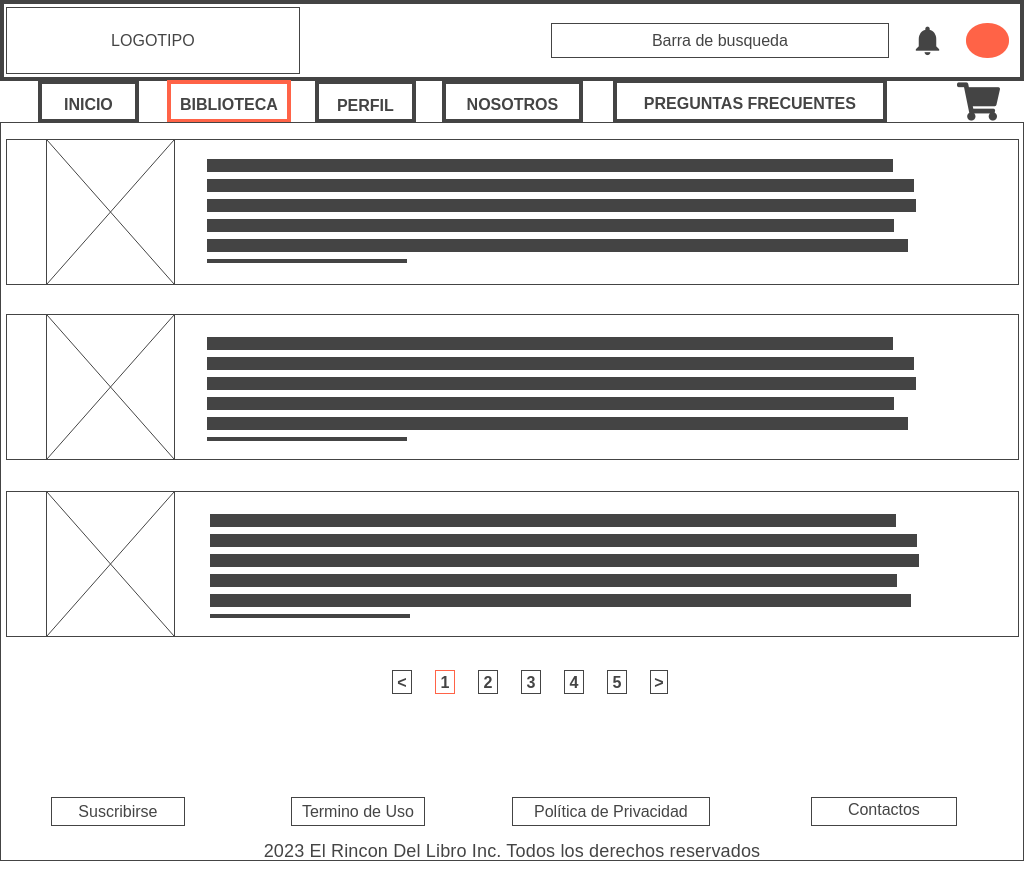 LOGOTIPO
Barra de busqueda
INICIO
BIBLIOTECA
PERFIL
NOSOTROS
PREGUNTAS FRECUENTES
< 1 2 3 4 5 >
Suscribirse
Termino de Uso
Política de Privacidad
Contactos
2023 El Rincon Del Libro Inc. Todos los derechos reservados